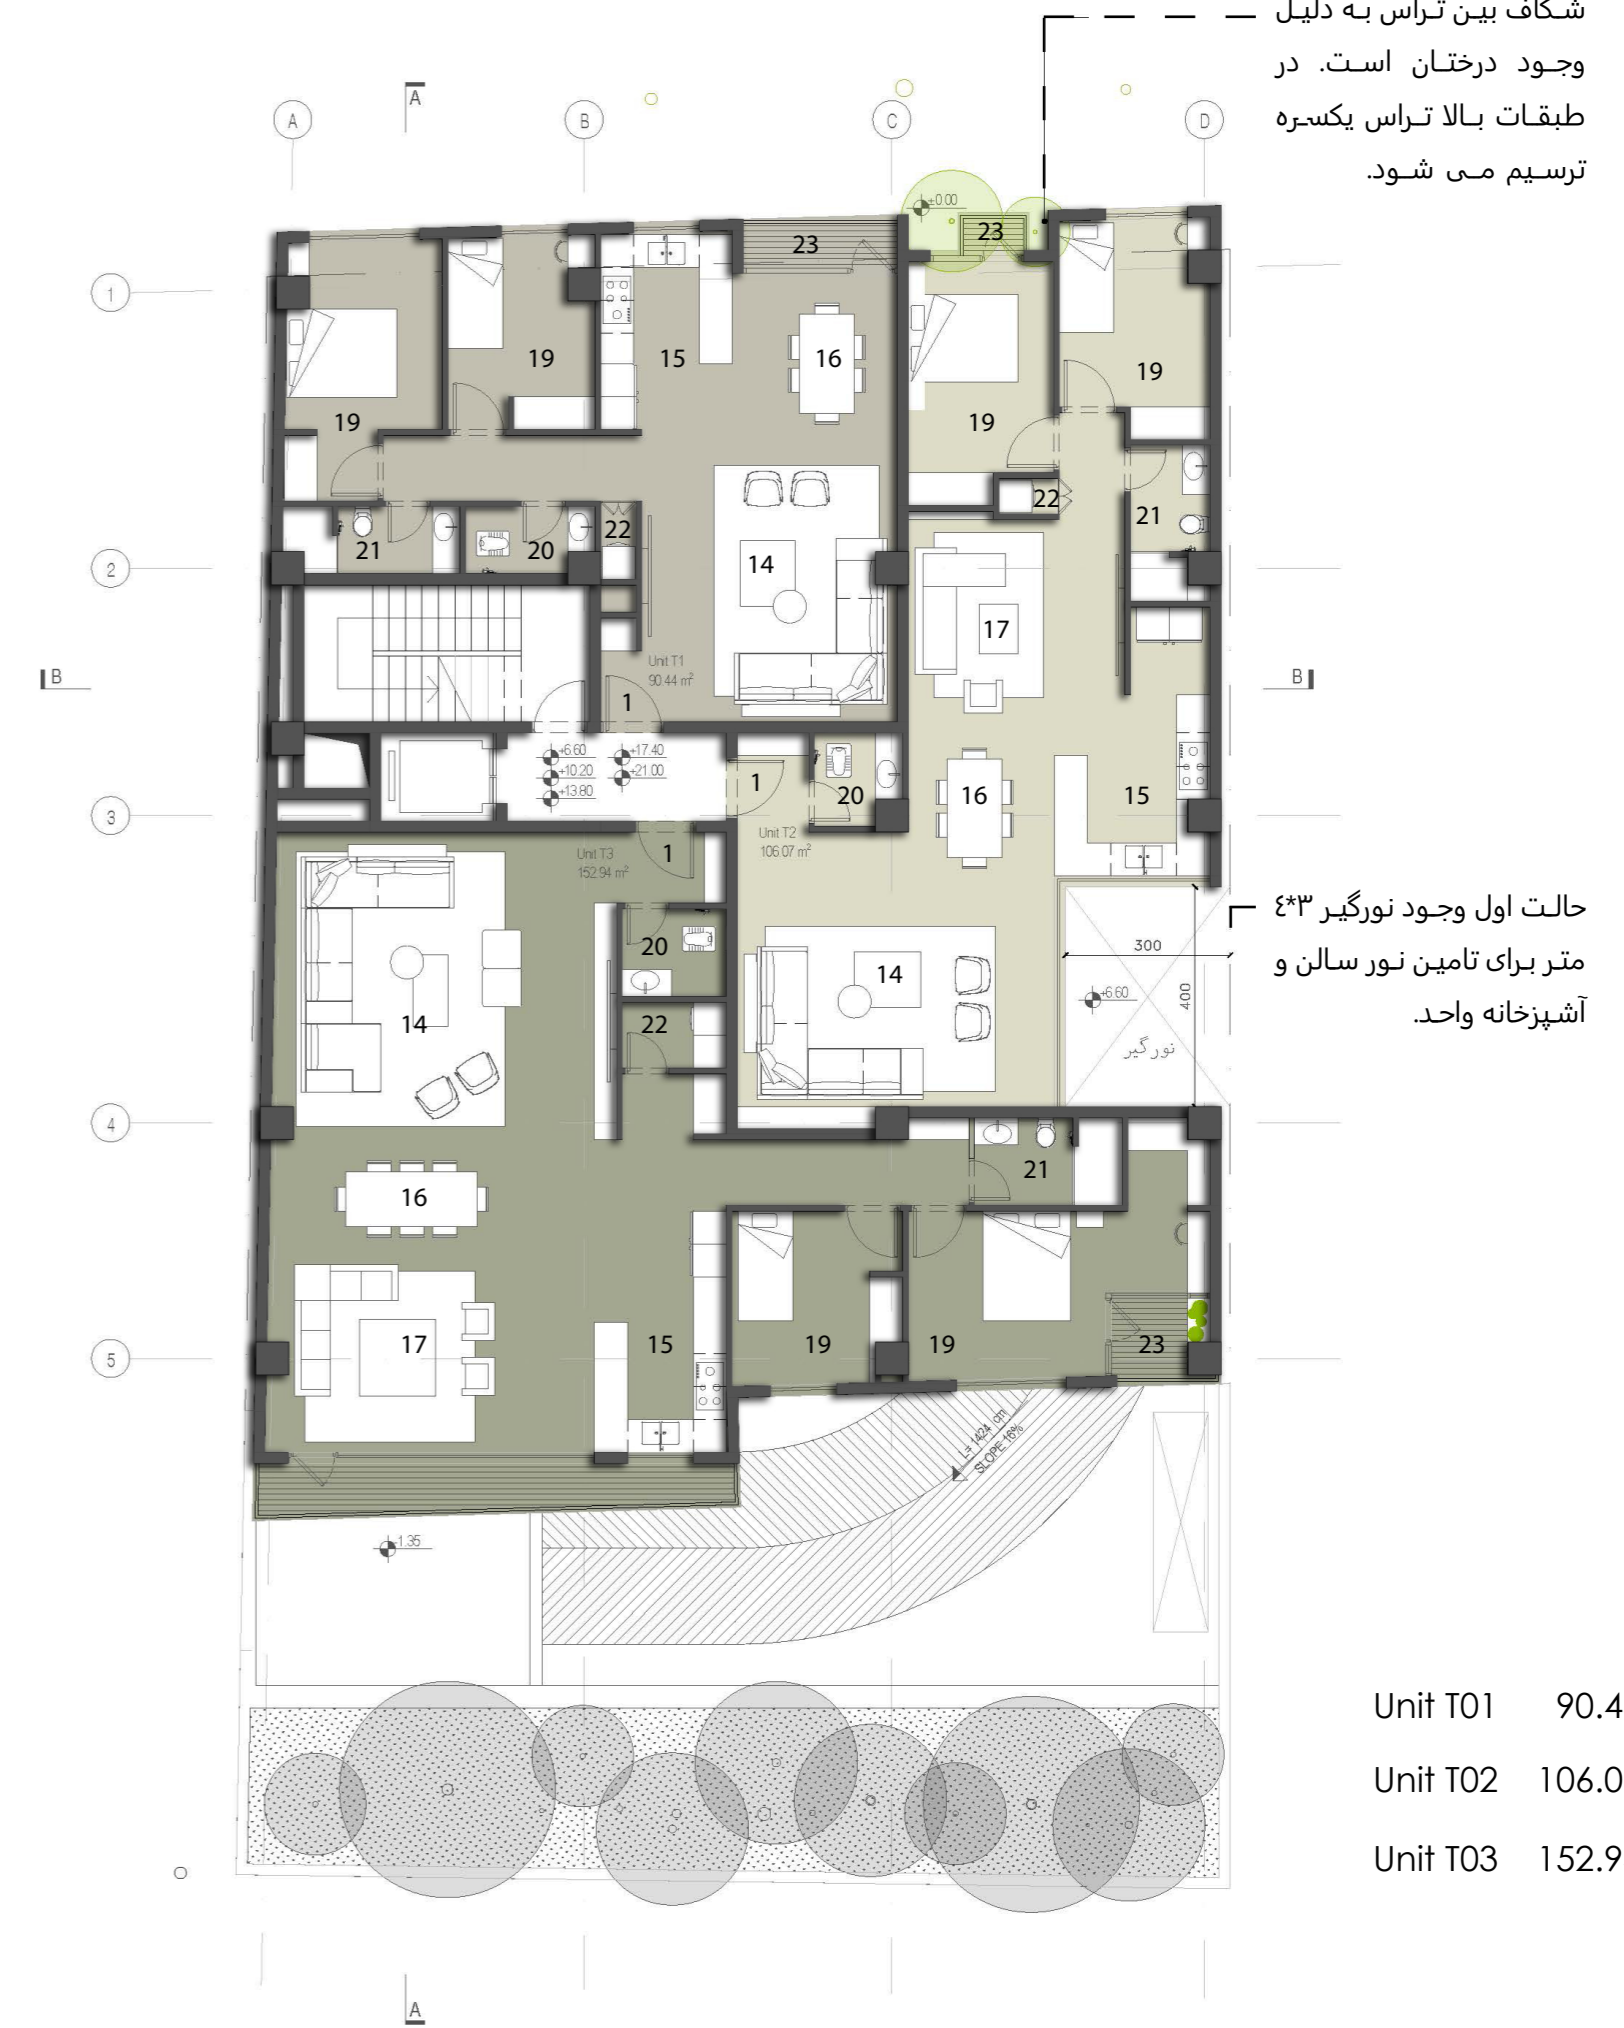 شکاف بین تراس به دلیل
وجود درختان است. در
طبقات بالا تراس یکسره
ترسیم می شود.
A
A
B
C
D
±0.00
23
23
1
19
15
16
19
19
19
22
21
22
21
20
14
2
17
Unit T1
90.44 m²
B
B
1
+6.60
+17.40
+10.20
+21.00
+13.80
1
20
16
15
3
Unit T2
106.07 m²
Unit T3
152.94 m²
1
حالت اول وجود نورگیر ۳*٤
متر برای تامین نور سالن و
آشپزخانه واحد.
20
300
14
400
+6.60
22
14
نورگیر
4
21
16
17
15
19
19
23
5
L= 1424 cm
SLOPE 16%
-1.35
Unit T01 90.4
Unit T02 106.0
Unit T03 152.9
A